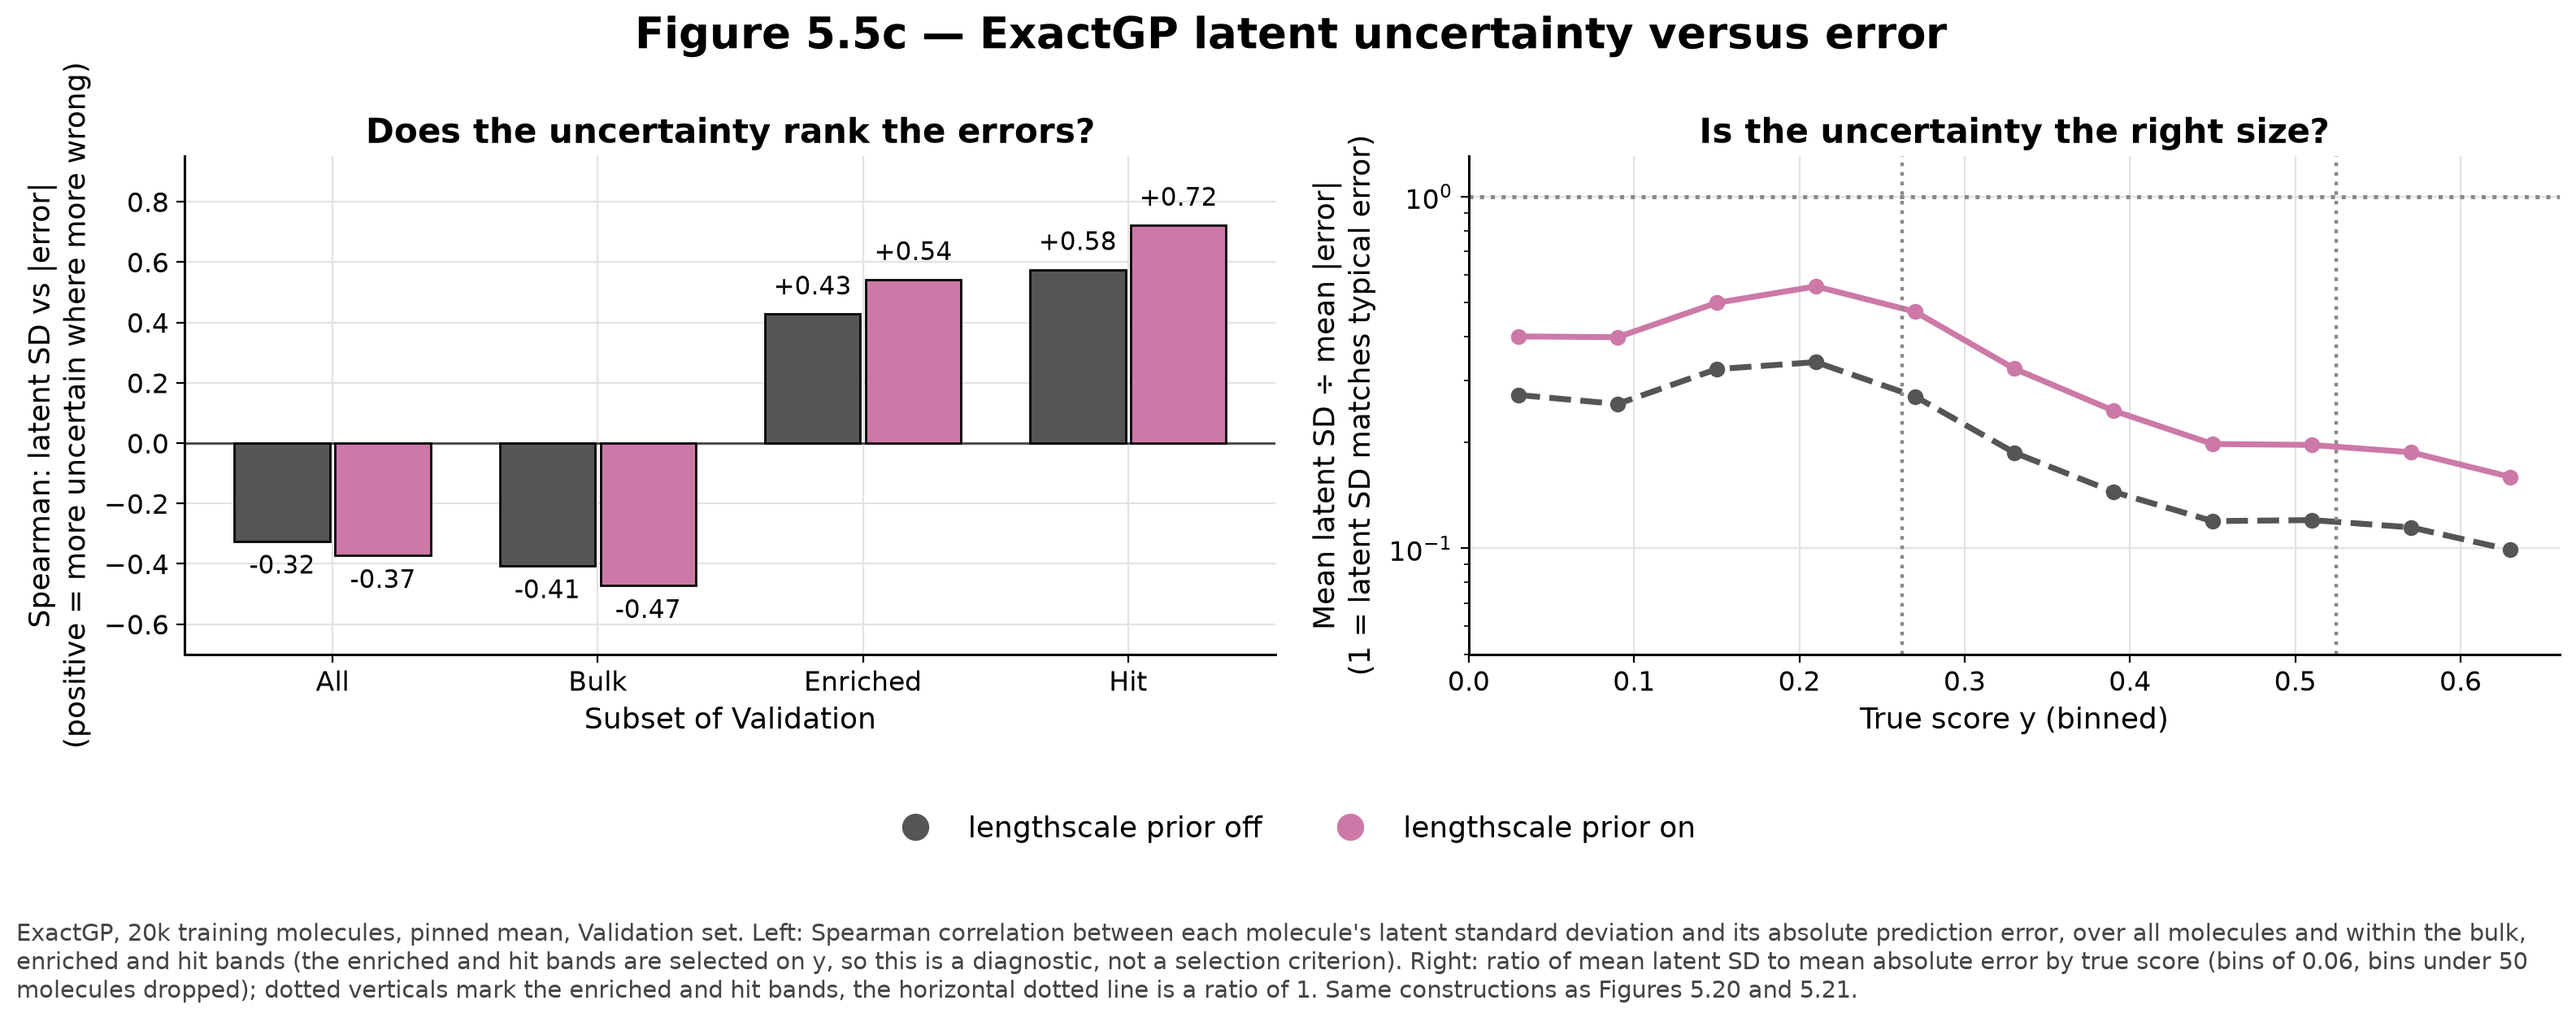 Figure 5.5c — ExactGP latent uncertainty versus error
Does the uncertainty rank the errors?
Spearman: latent SD vs |error|
(positive = more uncertain where more wrong)
0.8
0.6
0.4
0.2
0.0
−0.2
−0.4
−0.6
-0.32
-0.37
-0.41
-0.47
+0.43
+0.54
+0.58
+0.72
All
Bulk
Enriched
Hit
Subset of Validation
Is the uncertainty the right size?
Mean latent SD ÷ mean |error|
(1 = latent SD matches typical error)
10⁰
10⁻¹
0.0
0.1
0.2
0.3
0.4
0.5
0.6
True score y (binned)
lengthscale prior off
lengthscale prior on
ExactGP, 20k training molecules, pinned mean, Validation set. Left: Spearman correlation between each molecule's latent standard deviation and its absolute prediction error, over all molecules and within the bulk,
enriched and hit bands (the enriched and hit bands are selected on y, so this is a diagnostic, not a selection criterion). Right: ratio of mean latent SD to mean absolute error by true score (bins of 0.06, bins under 50
molecules dropped); dotted verticals mark the enriched and hit bands, the horizontal dotted line is a ratio of 1. Same constructions as Figures 5.20 and 5.21.